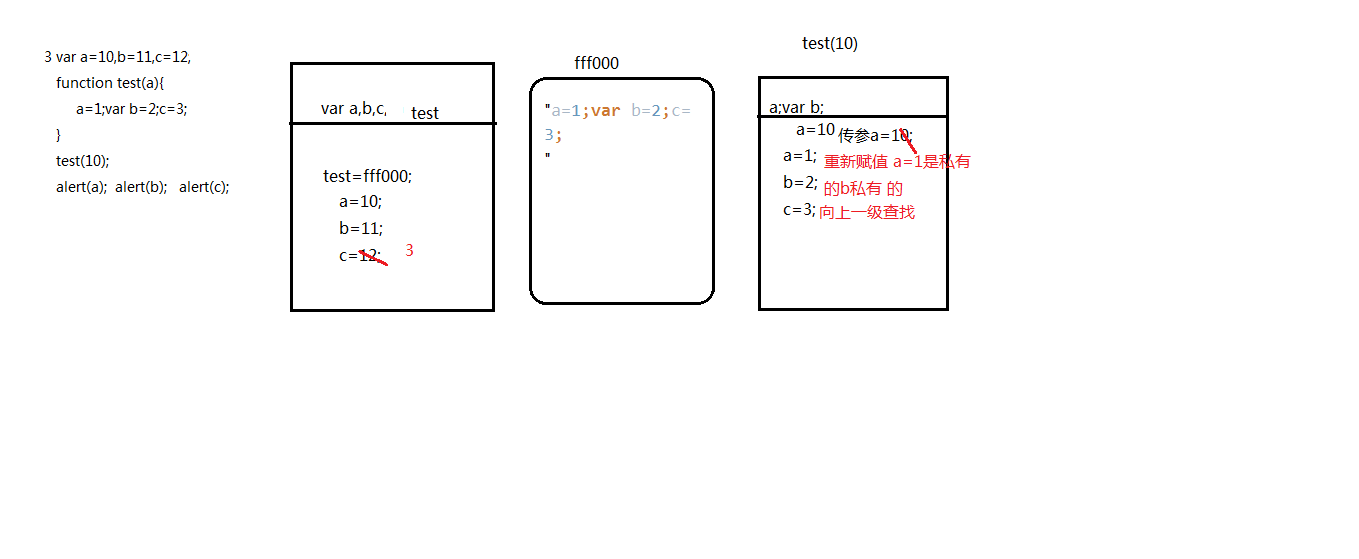 3 var a=10,b=11,c=12,
function test(a){
a=1;var b=2;c=3;
}
test(10);
alert(a); alert(b); alert(c);
var a,b,c, test
test=fff000;
a=10;
b=11;
c=12; 3
fff000
"a=1;var b=2;c=
3;
"
test(10)
a;var b;
a=10 传参a=10;
a=1; 重新赋值 a=1是私有
b=2; 的b私有 的
c=3; 向上一级查找